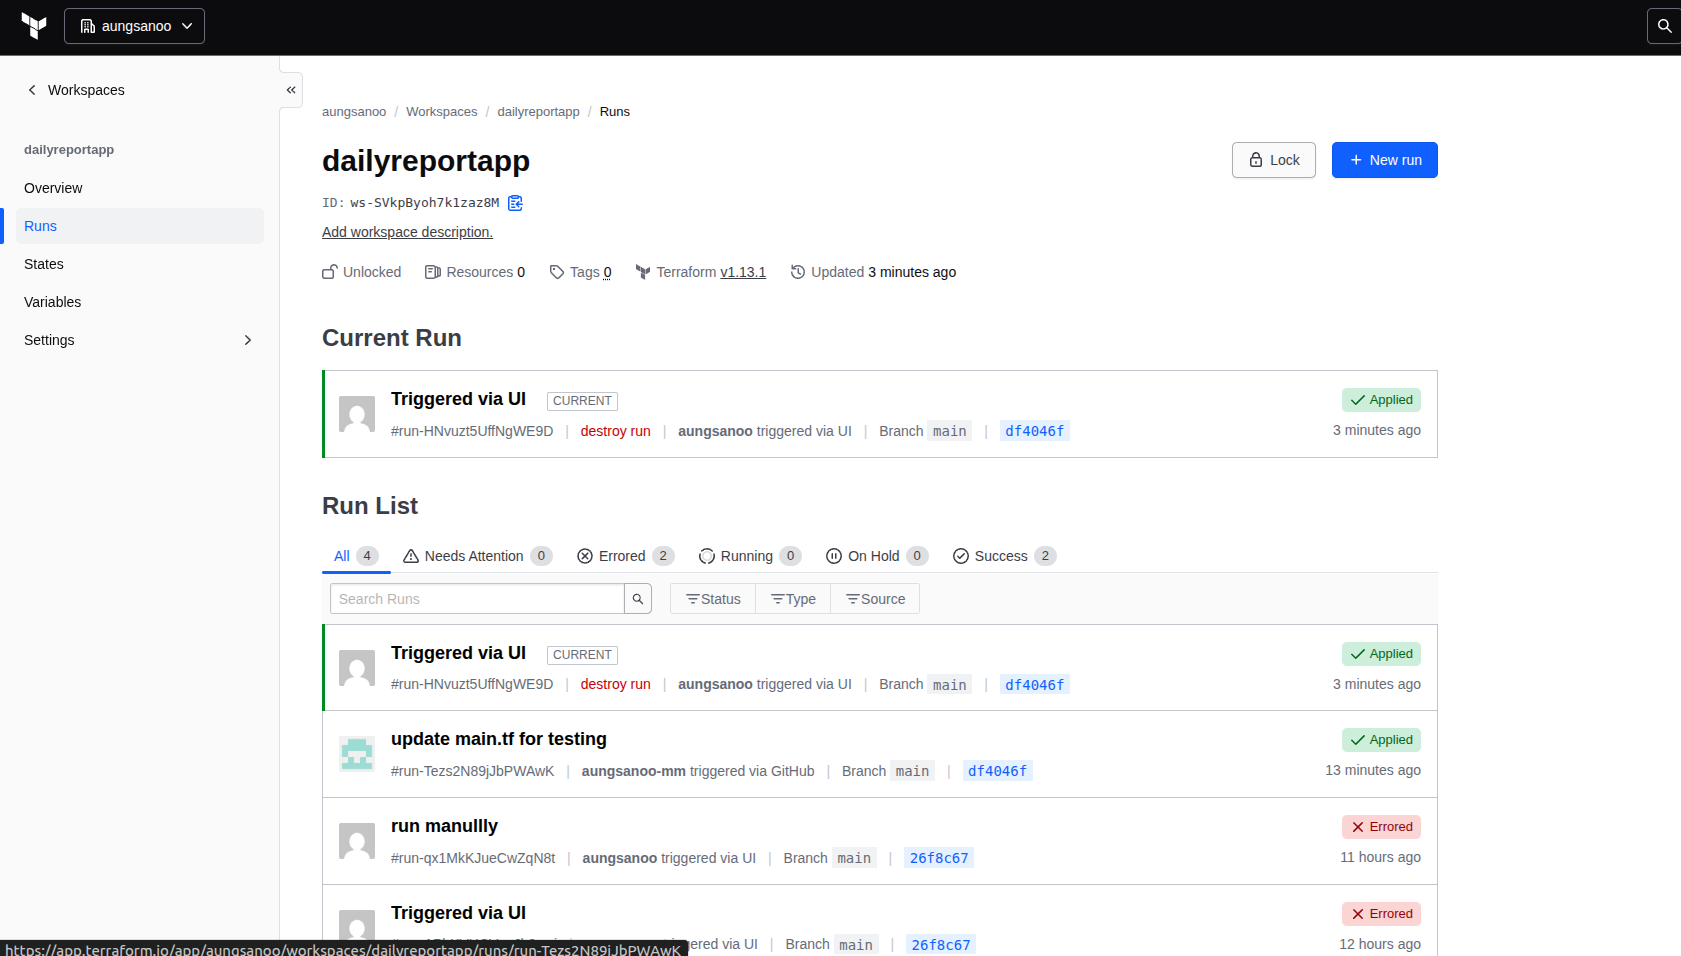 aungsanoo
Workspaces
dailyreportapp
Overview
Runs
States
Variables
Settings
aungsanoo / Workspaces / dailyreportapp / Runs
dailyreportapp
Lock
New run
ID: ws-SVkpByoh7k1zaz8M
Add workspace description.
Unlocked Resources 0 Tags 0 Terraform v1.13.1 Updated 3 minutes ago
Current Run
Triggered via UI CURRENT Applied
#run-HNvuzt5UffNgWE9D | destroy run | aungsanoo triggered via UI | Branch main | df4046f 3 minutes ago
Run List
All 4 Needs Attention 0 Errored 2 Running 0 On Hold 0 Success 2
Search Runs Status Type Source
Triggered via UI CURRENT Applied
#run-HNvuzt5UffNgWE9D | destroy run | aungsanoo triggered via UI | Branch main | df4046f 3 minutes ago
update main.tf for testing Applied
#run-Tezs2N89jJbPWAwK | aungsanoo-mm triggered via GitHub | Branch main | df4046f 13 minutes ago
run manullly Errored
#run-qx1MkKJueCwZqN8t | aungsanoo triggered via UI | Branch main | 26f8c67 11 hours ago
Triggered via UI Errored
via UI | Branch main | 26f8c67 12 hours ago
https://app.terraform.io/app/aungsanoo/workspaces/dailyreportapp/runs/run-Tezs2N89jJbPWAwK